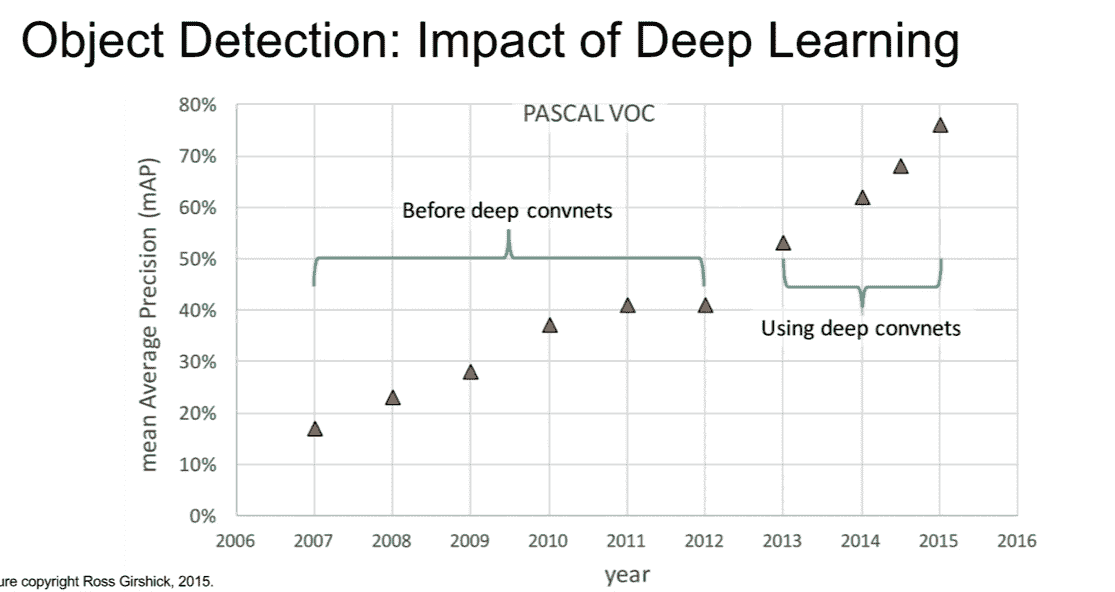 Object Detection: Impact of Deep Learning
PASCAL VOC
80%
70%
60%
50%
40%
30%
20%
10%
0%
mean Average Precision (mAP)
Before deep convnets
Using deep convnets
2006 2007 2008 2009 2010 2011 2012 2013 2014 2015 2016
year
copyright Ross Girshick, 2015.